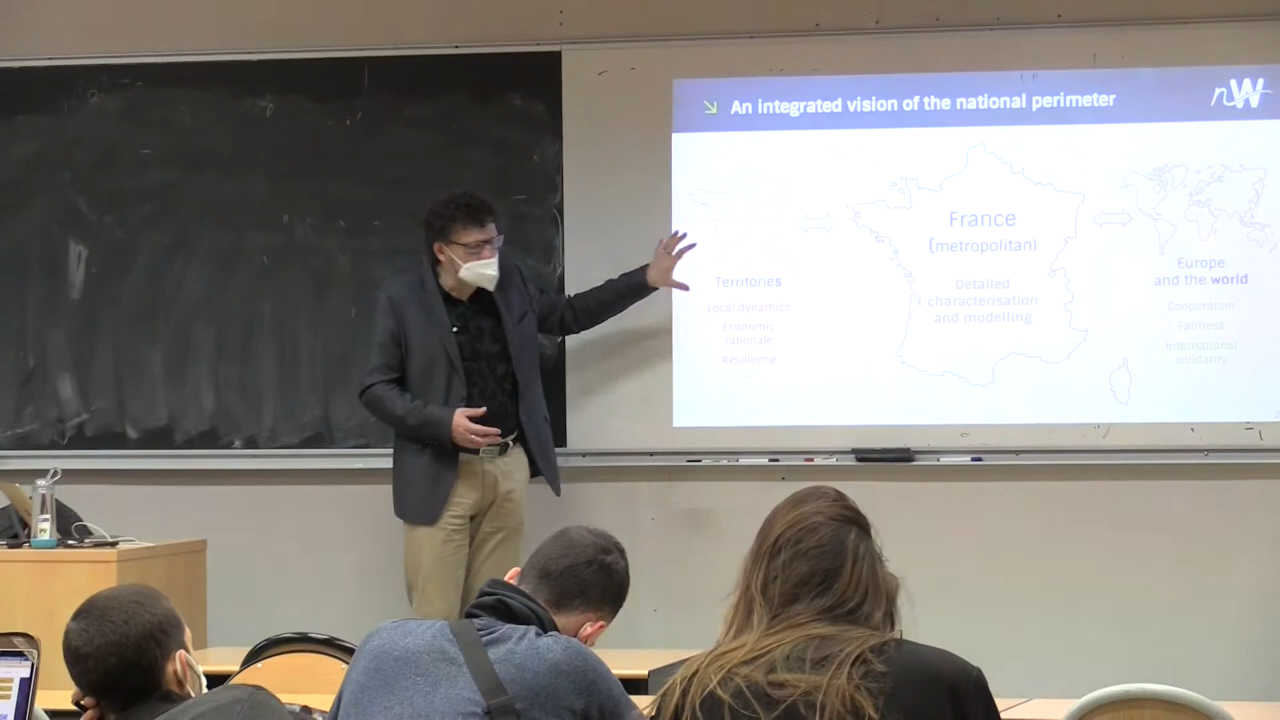 An integrated vision of the national perimeter
nW
Territories
Local dynamics
Economic
rationale
Resilience
France
(metropolitan)
Detailed
characterisation
and modelling
Europe
and the world
Cooperation
Fairness
International
solidarity